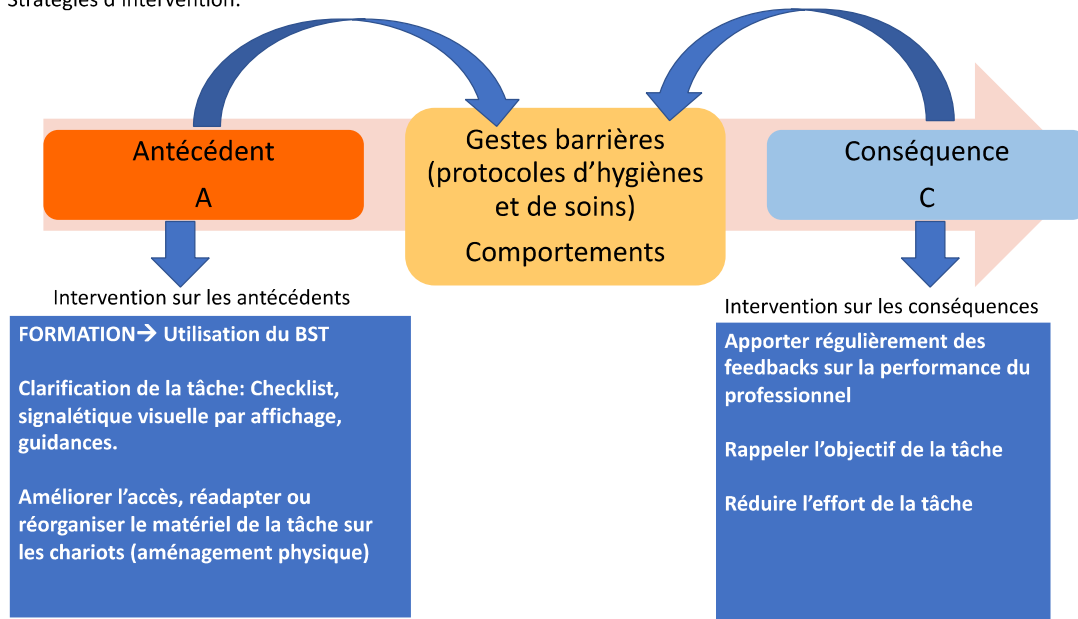 Stratégies d'intervention:
Antécédent
A
Gestes barrières
(protocoles d'hygiènes
et de soins)
Comportements
Conséquence
C
Intervention sur les antécédents
FORMATION→ Utilisation du BST
Clarification de la tâche: Checklist,
signalétique visuelle par affichage,
guidances.
Améliorer l'accès, réadapter ou
réorganiser le matériel de la tâche sur
les chariots (aménagement physique)
Intervention sur les conséquences
Apporter régulièrement des
feedbacks sur la performance du
professionnel
Rappeler l'objectif de la tâche
Réduire l'effort de la tâche